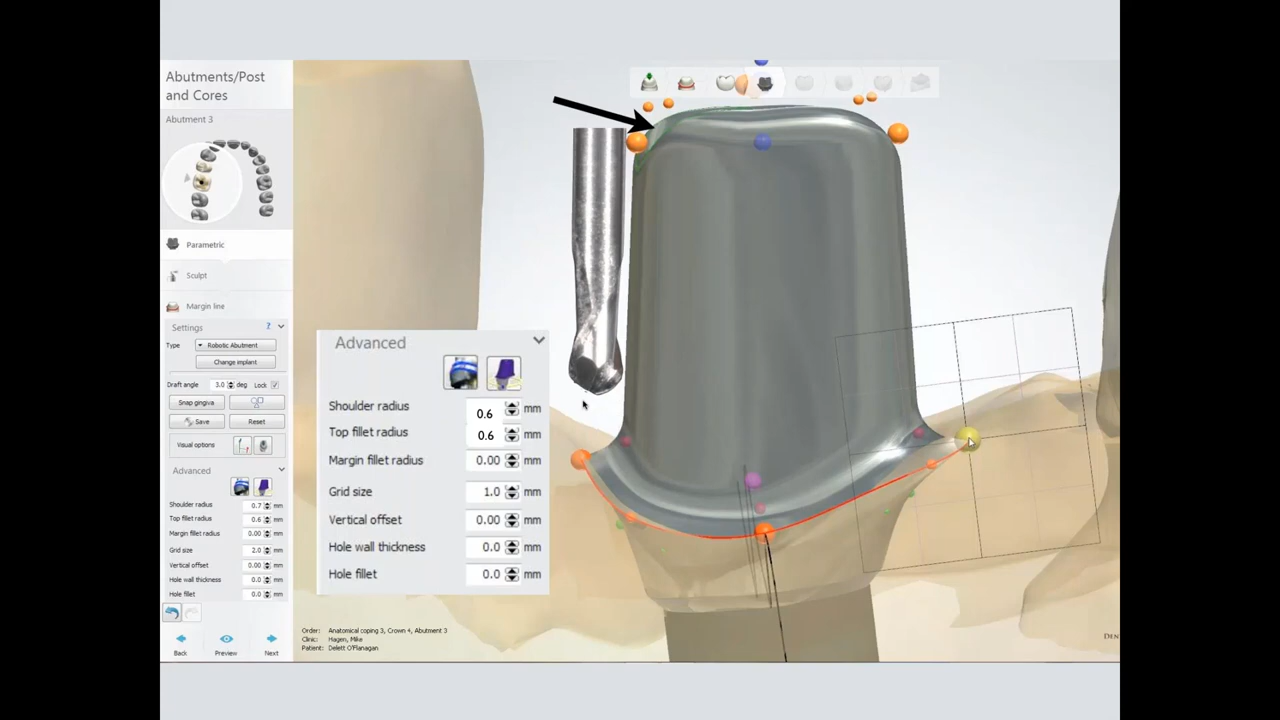 Abutments/Post
and Cores
Abutment 3
Parametric
Sculpt
Margin line
Settings ?
Type Robotic Abutment
Change implant
Draft angle 3.0 deg Lock
Snap gingiva
Save Reset
Visual options
Advanced
Shoulder radius 0.7 mm
Top fillet radius 0.6 mm
Margin fillet radius 0.00 mm
Grid size 2.0 mm
Vertical offset 0.00 mm
Hole wall thickness 0.0 mm
Hole fillet 0.0 mm
Back Preview Next
Advanced
Shoulder radius 0.6 mm
Top fillet radius 0.6 mm
Margin fillet radius 0.00 mm
Grid size 1.0 mm
Vertical offset 0.00 mm
Hole wall thickness 0.0 mm
Hole fillet 0.0 mm
Order: Anatomical coping 3, Crown 4, Abutment 3
Clinic: Hagen, Mike
Patient: Delett O'Flanagan
DEN